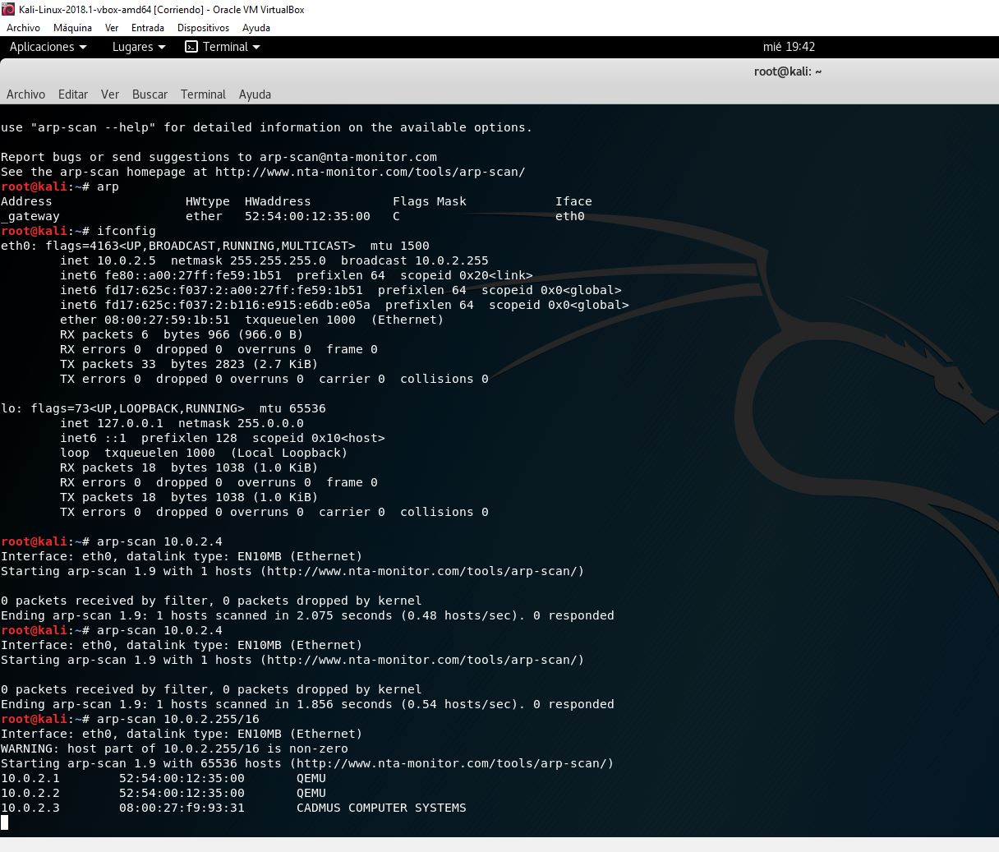 Kali-Linux-2018.1-vbox-amd64 [Corriendo] - Oracle VM VirtualBox
Archivo Máquina Ver Entrada Dispositivos Ayuda
Aplicaciones Lugares Terminal mié 19:42
root@kali: ~
Archivo Editar Ver Buscar Terminal Ayuda
use "arp-scan --help" for detailed information on the available options.
Report bugs or send suggestions to arp-scan@nta-monitor.com
See the arp-scan homepage at http://www.nta-monitor.com/tools/arp-scan/
root@kali:~# arp
Address HWtype HWaddress Flags Mask Iface
_gateway ether 52:54:00:12:35:00 C eth0
root@kali:~# ifconfig
eth0: flags=4163<UP,BROADCAST,RUNNING,MULTICAST> mtu 1500
inet 10.0.2.5 netmask 255.255.255.0 broadcast 10.0.2.255
inet6 fe80::a00:27ff:fe59:1b51 prefixlen 64 scopeid 0x20<link>
inet6 fd17:625c:f037:2:a00:27ff:fe59:1b51 prefixlen 64 scopeid 0x0<global>
inet6 fd17:625c:f037:2:b116:e915:e6db:e05a prefixlen 64 scopeid 0x0<global>
ether 08:00:27:59:1b:51 txqueuelen 1000 (Ethernet)
RX packets 6 bytes 966 (966.0 B)
RX errors 0 dropped 0 overruns 0 frame 0
TX packets 33 bytes 2823 (2.7 KiB)
TX errors 0 dropped 0 overruns 0 carrier 0 collisions 0
lo: flags=73<UP,LOOPBACK,RUNNING> mtu 65536
inet 127.0.0.1 netmask 255.0.0.0
inet6 ::1 prefixlen 128 scopeid 0x10<host>
loop txqueuelen 1000 (Local Loopback)
RX packets 18 bytes 1038 (1.0 KiB)
RX errors 0 dropped 0 overruns 0 frame 0
TX packets 18 bytes 1038 (1.0 KiB)
TX errors 0 dropped 0 overruns 0 carrier 0 collisions 0
root@kali:~# arp-scan 10.0.2.4
Interface: eth0, datalink type: EN10MB (Ethernet)
Starting arp-scan 1.9 with 1 hosts (http://www.nta-monitor.com/tools/arp-scan/)
0 packets received by filter, 0 packets dropped by kernel
Ending arp-scan 1.9: 1 hosts scanned in 2.075 seconds (0.48 hosts/sec). 0 responded
root@kali:~# arp-scan 10.0.2.4
Interface: eth0, datalink type: EN10MB (Ethernet)
Starting arp-scan 1.9 with 1 hosts (http://www.nta-monitor.com/tools/arp-scan/)
0 packets received by filter, 0 packets dropped by kernel
Ending arp-scan 1.9: 1 hosts scanned in 1.856 seconds (0.54 hosts/sec). 0 responded
root@kali:~# arp-scan 10.0.2.255/16
Interface: eth0, datalink type: EN10MB (Ethernet)
WARNING: host part of 10.0.2.255/16 is non-zero
Starting arp-scan 1.9 with 65536 hosts (http://www.nta-monitor.com/tools/arp-scan/)
10.0.2.1 52:54:00:12:35:00 QEMU
10.0.2.2 52:54:00:12:35:00 QEMU
10.0.2.3 08:00:27:f9:93:31 CADMUS COMPUTER SYSTEMS